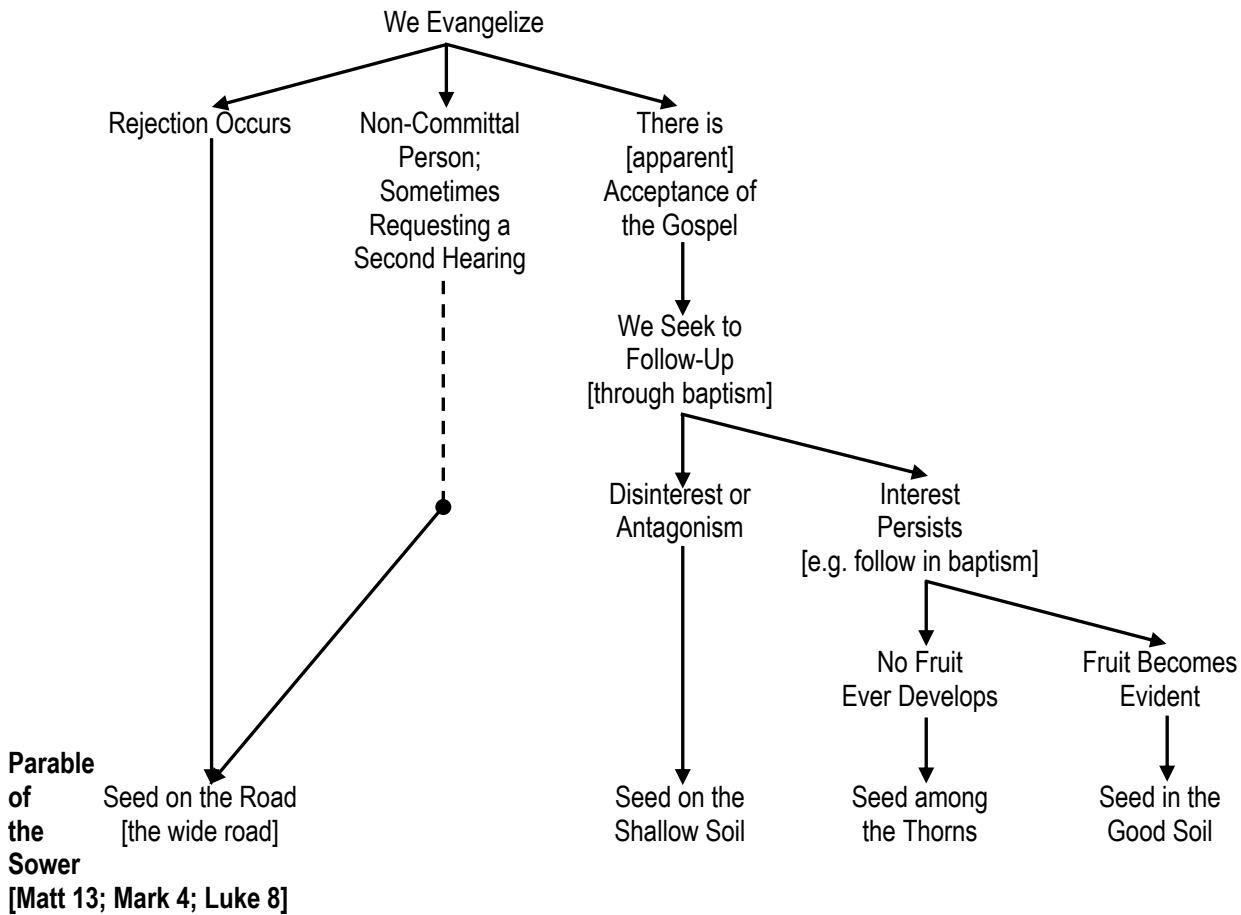 We Evangelize
Rejection Occurs
Non-Committal
Person;
Sometimes
Requesting a
Second Hearing
There is
[apparent]
Acceptance of
the Gospel
We Seek to
Follow-Up
[through baptism]
Disinterest or
Antagonism
Interest
Persists
[e.g. follow in baptism]
No Fruit
Ever Develops
Fruit Becomes
Evident
Parable
of
the
Sower
[Matt 13; Mark 4; Luke 8]
Seed on the Road
[the wide road]
Seed on the
Shallow Soil
Seed among
the Thorns
Seed in the
Good Soil